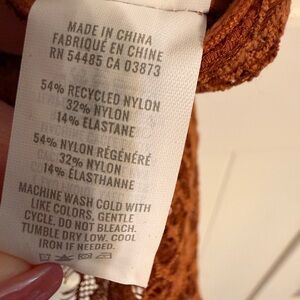 MADE IN CHINA
FABRIQUÉ EN CHINE
RN 54485 CA 03873
54% RECYCLED NYLON
32% NYLON
14% ELASTANE
54% NYLON RÉGÉNÉRÉ
32% NYLON
14% ÉLASTHANNE
MACHINE WASH COLD WITH
LIKE COLORS, GENTLE
CYCLE. DO NOT BLEACH.
TUMBLE DRY LOW. COOL
IRON IF NEEDED.